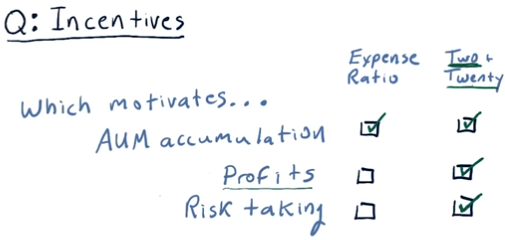 Q: Incentives
Expense Ratio
Two + Twenty
Which motivates...
AUM accumulation
Profits
Risk taking